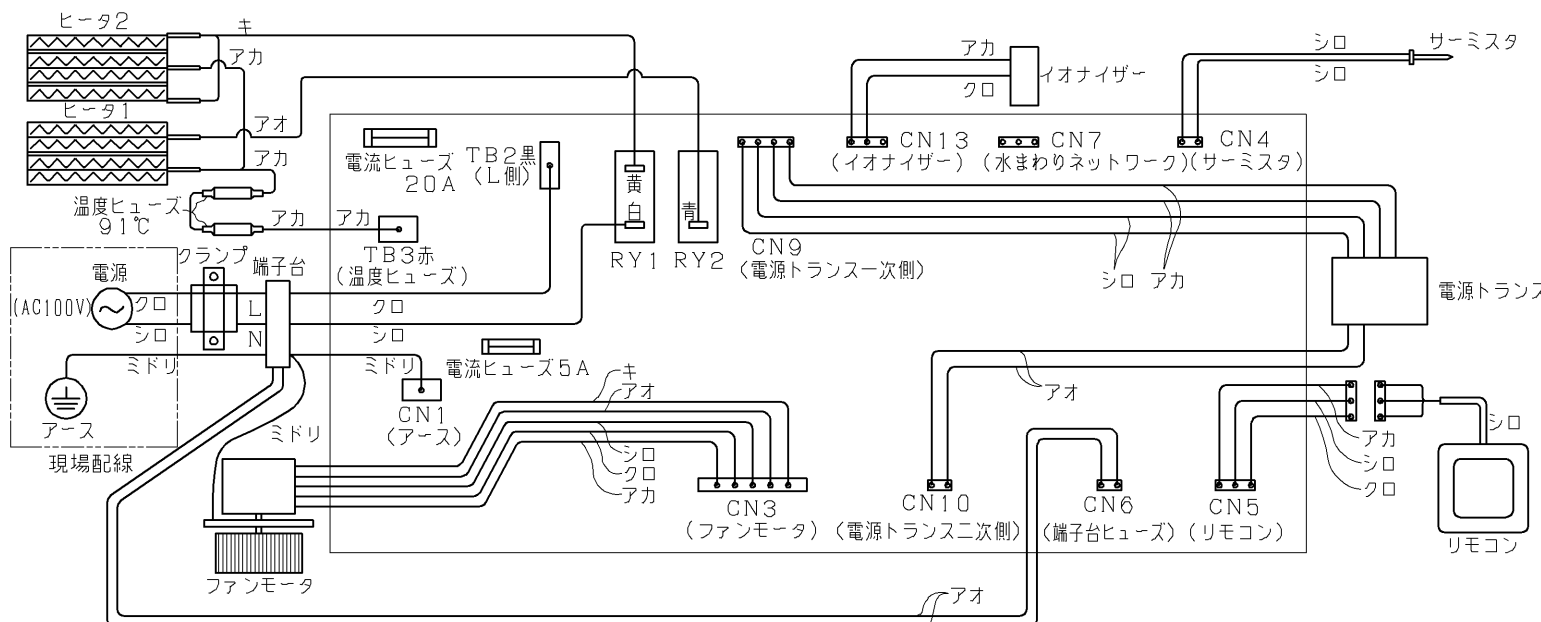 ヒータ2
キ
アカ
ヒータ1
アオ
アカ
温度ヒューズ
91℃
アカ
アカ
電流ヒューズ
20A
TB2黒
(L側)
TB3赤
(温度ヒューズ)
黄
白
青
RY1
RY2
アカ
クロ
イオナイザー
CN13
(イオナイザー)
CN7
(水まわりネットワーク)
CN4
(サーミスタ)
シロ
シロ
サーミスタ
CN9
(電源トランス一次側)
シロ
アカ
電源トランス
クランプ
端子台
電源
(AC100V)
クロ
シロ
ミドリ
L
N
クロ
シロ
ミドリ
アース
現場配線
電流ヒューズ5A
CN1
(アース)
ミドリ
キ
アオ
シロ
クロ
アカ
CN3
(ファンモータ)
ファンモータ
アオ
CN10
(電源トランス二次側)
CN6
(端子台ヒューズ)
CN5
(リモコン)
アカ
シロ
クロ
シロ
リモコン
アオ